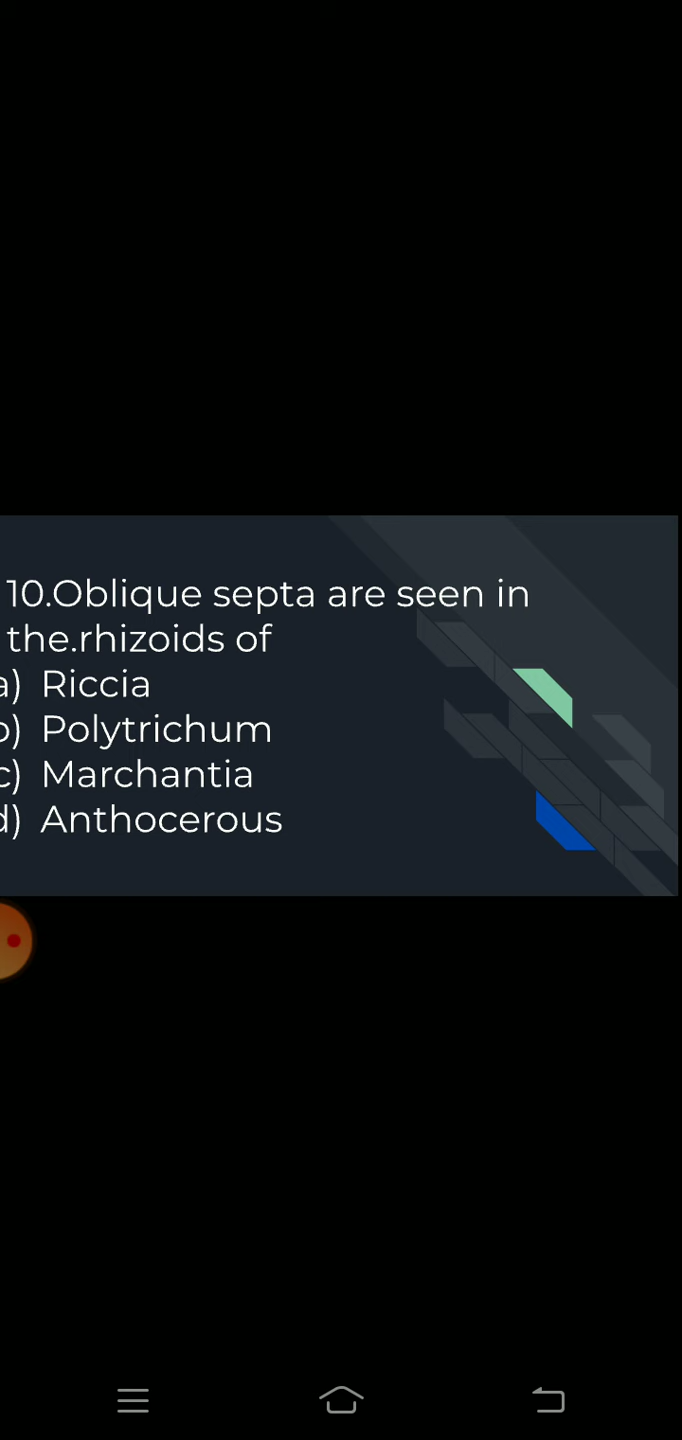 10.Oblique septa are seen in
the.rhizoids of
a) Riccia
b) Polytrichum
c) Marchantia
d) Anthocerous